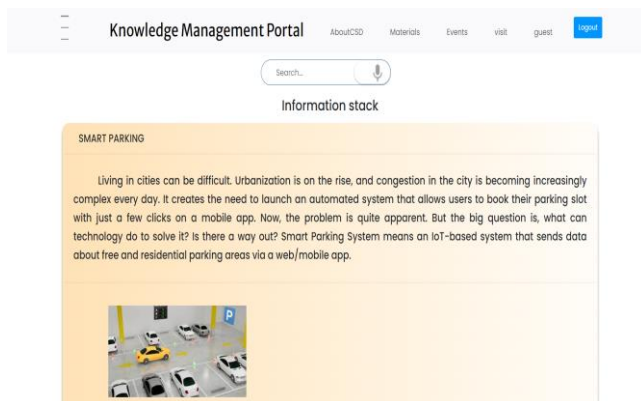 Knowledge Management Portal AboutCSD Materials Events visit guest Logout
Search...
Information stack
SMART PARKING
Living in cities can be difficult. Urbanization is on the rise, and congestion in the city is becoming increasingly
complex every day. It creates the need to launch an automated system that allows users to book their parking slot
with just a few clicks on a mobile app. Now, the problem is quite apparent. But the big question is, what can
technology do to solve it? Is there a way out? Smart Parking System means an IoT-based system that sends data
about free and residential parking areas via a web/mobile app.
P